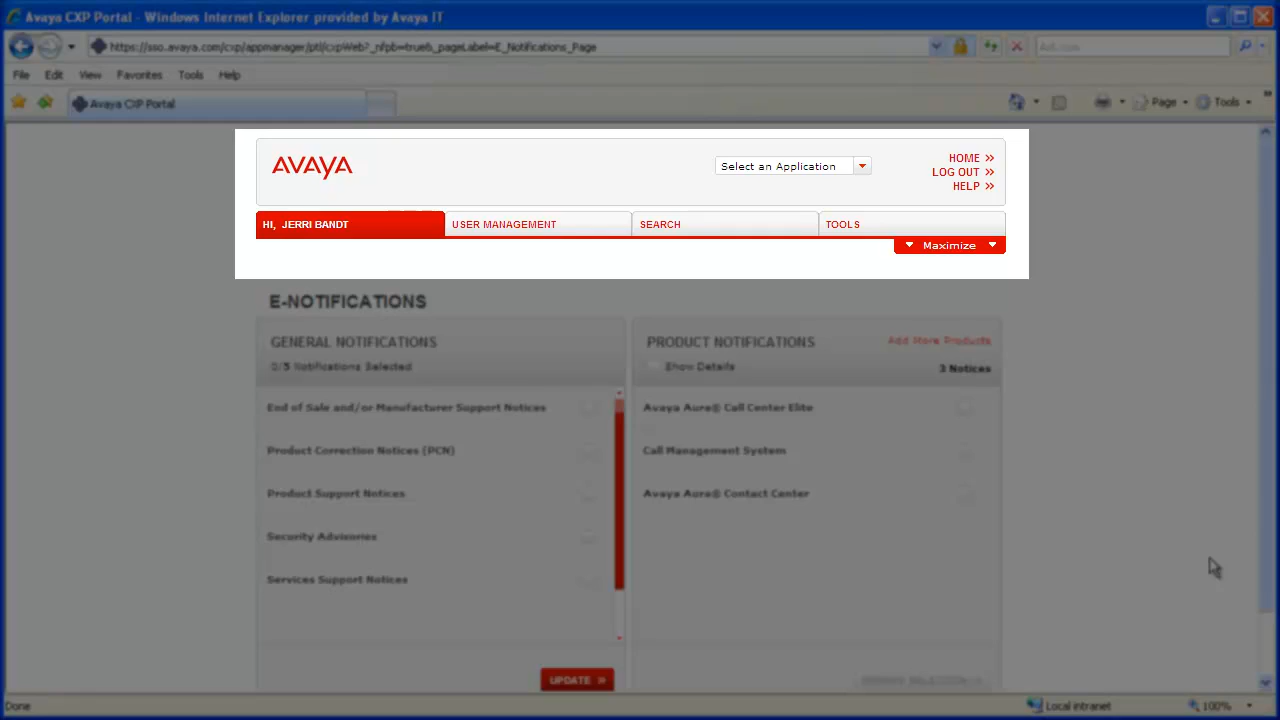 Avaya CXP Portal - Windows Internet Explorer provided by Avaya IT
https://sso.avaya.com/cxp/appmanager/ptl/cxpWeb?_nfpb=true&_pageLabel=E_Notifications_Page
File Edit View Favorites Tools Help
Avaya CXP Portal
Page Tools
AVAYA
Select an Application
HOME
LOG OUT
HELP
HI, JERRI BANDT
USER MANAGEMENT
SEARCH
TOOLS
Maximize
E-NOTIFICATIONS
GENERAL NOTIFICATIONS
0/5 Notifications Selected
End of Sale and/or Manufacturer Support Notices
Product Correction Notices (PCN)
Product Support Notices
Security Advisories
Services Support Notices
UPDATE
PRODUCT NOTIFICATIONS
Add More Products
Show Details
3 Notices
Avaya Aura® Call Center Elite
Call Management System
Avaya Aura® Contact Center
Done
Local intranet
100%